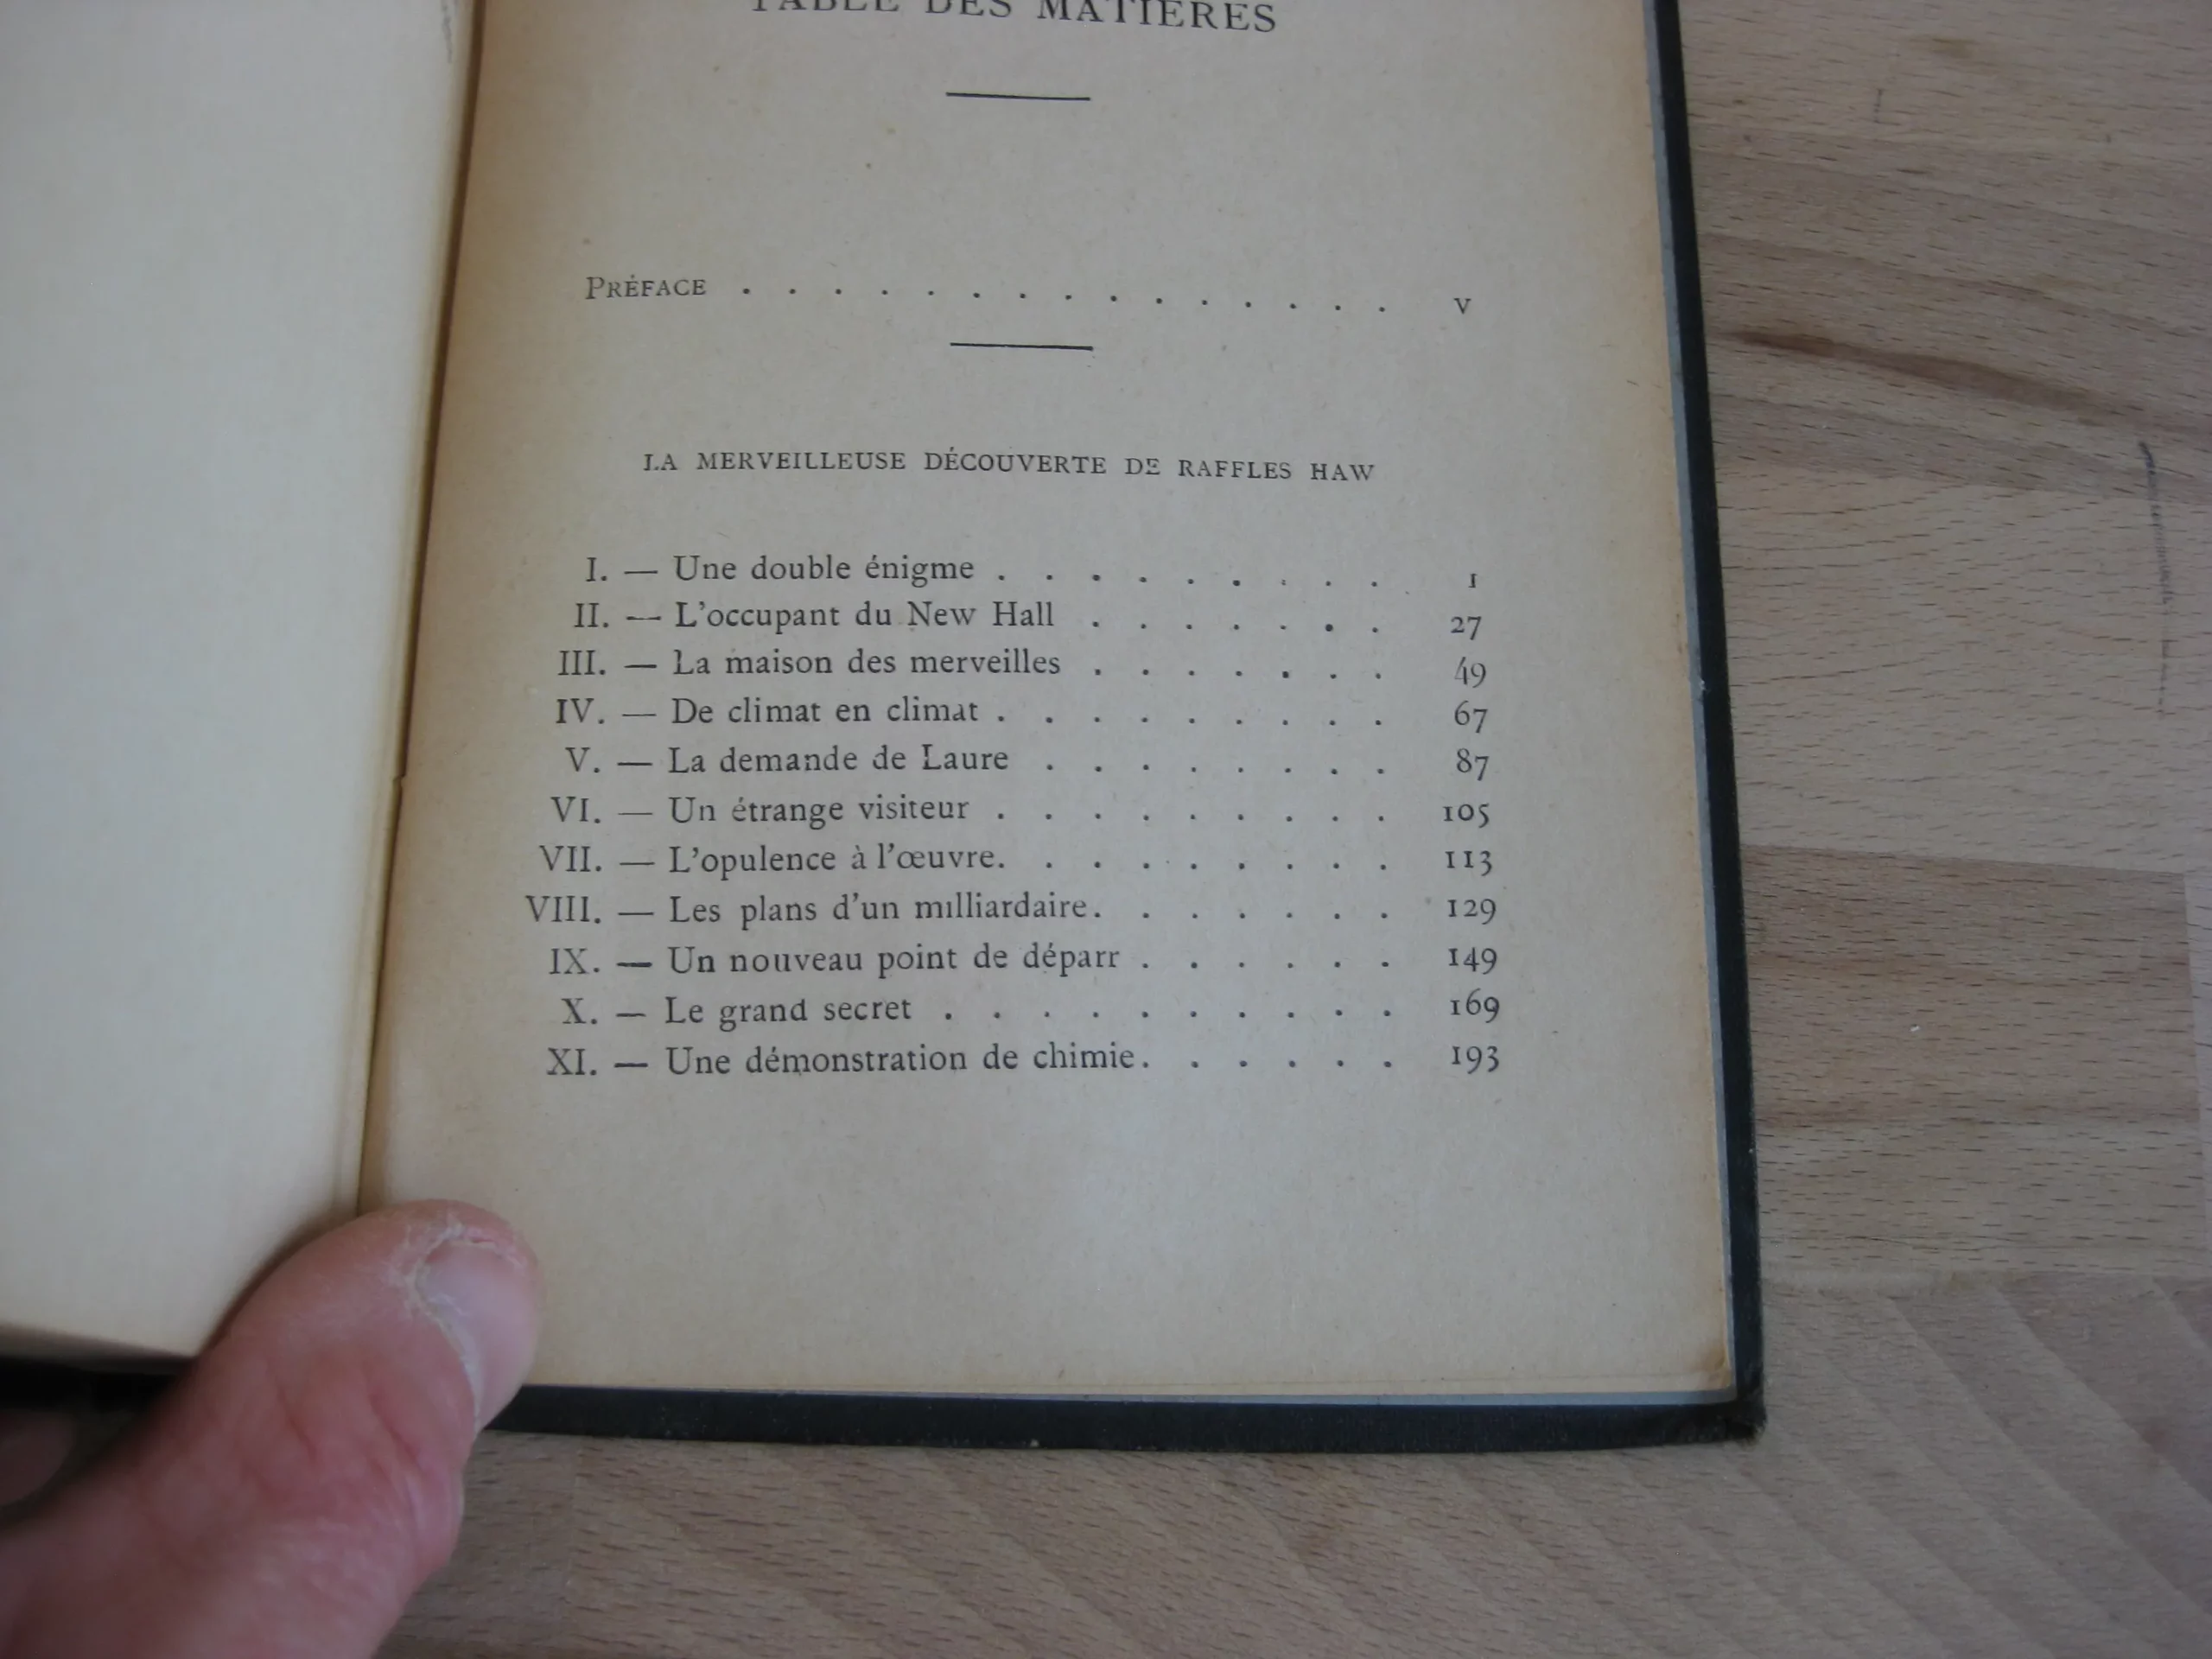 TABLE DES MATIÈRES
PRÉFACE . . . . . . . . . . . . . . . V
LA MERVEILLEUSE DÉCOUVERTE DE RAFFLES HAW
I. — Une double énigme . . . . . . . . . 1
II. — L'occupant du New Hall . . . . . . . 27
III. — La maison des merveilles . . . . . . . 49
IV. — De climat en climat . . . . . . . . . 67
V. — La demande de Laure . . . . . . . . 87
VI. — Un étrange visiteur . . . . . . . . . 105
VII. — L'opulence à l'œuvre. . . . . . . . . 113
VIII. — Les plans d'un milliardaire. . . . . . . 129
IX. — Un nouveau point de déparr . . . . . . 149
X. — Le grand secret . . . . . . . . . . 169
XI. — Une démonstration de chimie. . . . . . 193